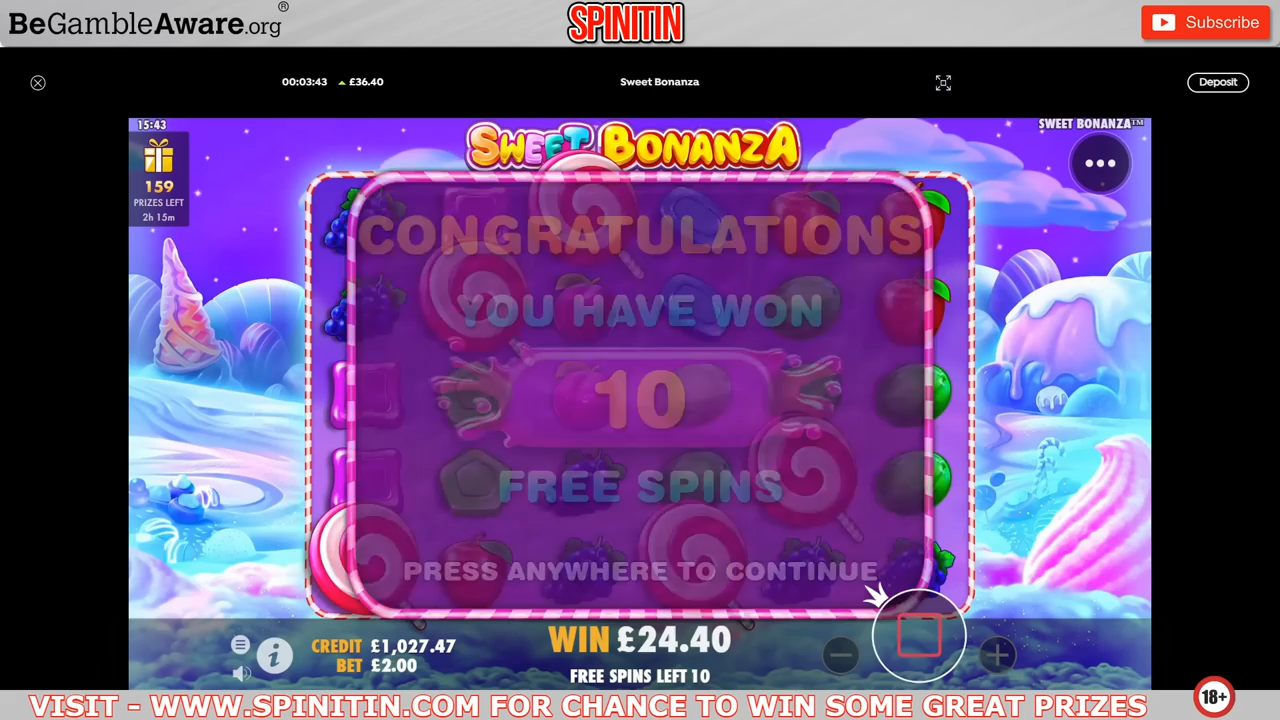 BeGambleAware.org®
SPINITIN
Subscribe
00:03:43 £36.40
Sweet Bonanza
Deposit
15:43
SWEET BONANZA™
SWEET BONANZA
159
PRIZES LEFT
2h 15m
CONGRATULATIONS
YOU HAVE WON
10
FREE SPINS
PRESS ANYWHERE TO CONTINUE
CREDIT £1,027.47
BET £2.00
WIN £24.40
FREE SPINS LEFT 10
VISIT - WWW.SPINITIN.COM FOR CHANCE TO WIN SOME GREAT PRIZES
18+